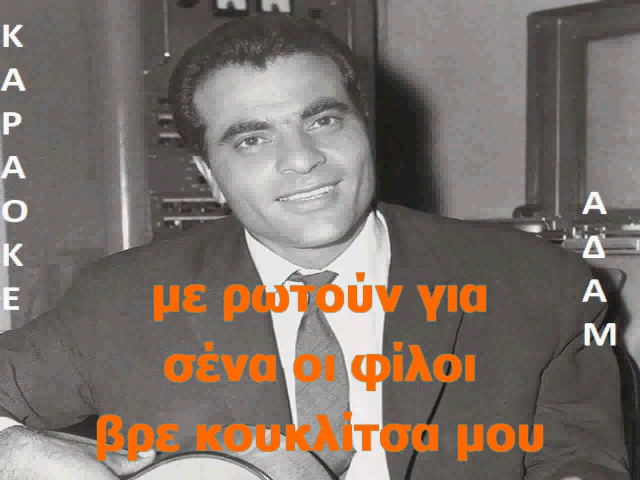 ΚΑΡΑΟΚΕ
ΑΔΑΜ
με ρωτούν για
σένα οι φίλοι
βρε κουκλίτσα μου